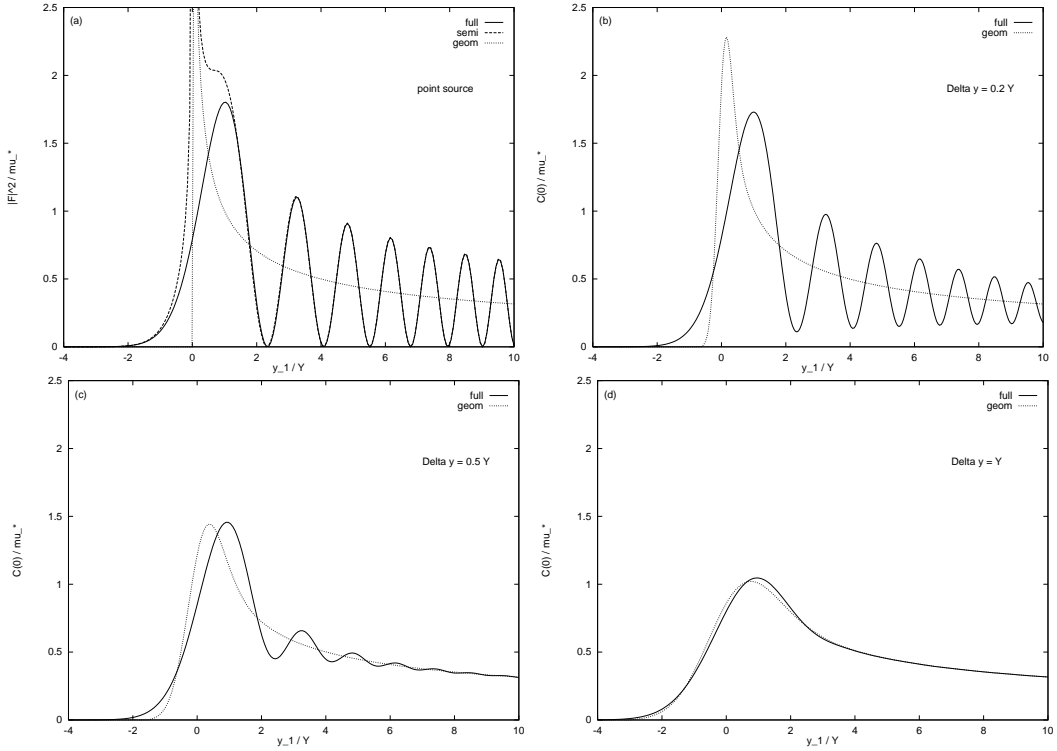 (a)
full
semi
geom
point source
|F|^2 / mu_*
2.5
2
1.5
1
0.5
0
-4 -2 0 2 4 6 8 10
y_1 / Y
(b)
full
geom
Delta y = 0.2 Y
C(0) / mu_*
2.5
2
1.5
1
0.5
0
-4 -2 0 2 4 6 8 10
y_1 / Y
(c)
full
geom
Delta y = 0.5 Y
C(0) / mu_*
2.5
2
1.5
1
0.5
0
-4 -2 0 2 4 6 8 10
y_1 / Y
(d)
full
geom
Delta y = Y
C(0) / mu_*
2.5
2
1.5
1
0.5
0
-4 -2 0 2 4 6 8 10
y_1 / Y